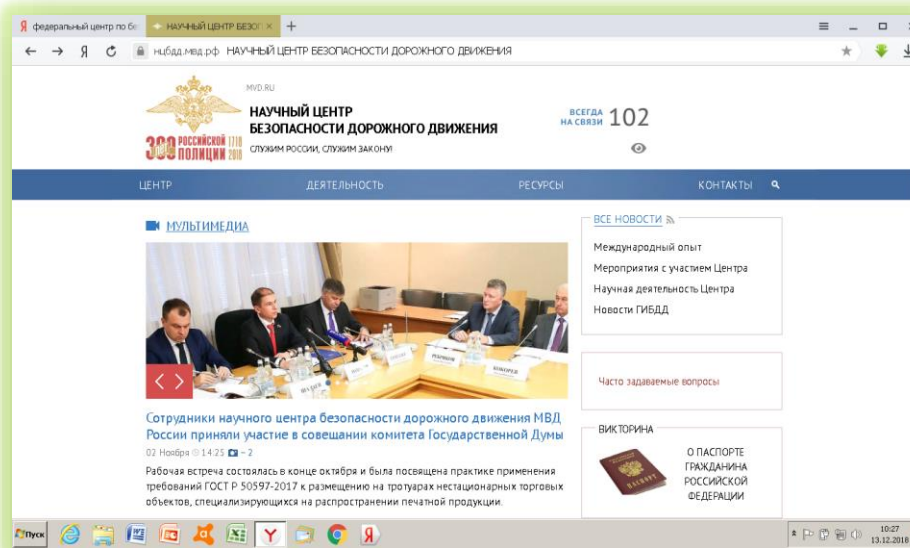 федеральный центр по бе
НАУЧНЫЙ ЦЕНТР БЕЗОП
нцбдд.мвд.рф НАУЧНЫЙ ЦЕНТР БЕЗОПАСНОСТИ ДОРОЖНОГО ДВИЖЕНИЯ
MVD.RU
НАУЧНЫЙ ЦЕНТР
БЕЗОПАСНОСТИ ДОРОЖНОГО ДВИЖЕНИЯ
СЛУЖИМ РОССИИ, СЛУЖИМ ЗАКОНУ!
300 РОССИЙСКОЙ 1718
ПОЛИЦИИ 2018
ВСЕГДА
НА СВЯЗИ 102
ЦЕНТР ДЕЯТЕЛЬНОСТЬ РЕСУРСЫ КОНТАКТЫ
МУЛЬТИМЕДИА
Сотрудники научного центра безопасности дорожного движения МВД
России приняли участие в совещании комитета Государственной Думы
02 Ноября 14:25 – 2
Рабочая встреча состоялась в конце октября и была посвящена практике применения
требований ГОСТ Р 50597-2017 к размещению на тротуарах нестационарных торговых
объектов, специализирующихся на распространении печатной продукции.
ВСЕ НОВОСТИ
Международный опыт
Мероприятия с участием Центра
Научная деятельность Центра
Новости ГИБДД
Часто задаваемые вопросы
ВИКТОРИНА
ПАСПОРТ
О ПАСПОРТЕ
ГРАЖДАНИНА
РОССИЙСКОЙ
ФЕДЕРАЦИИ
Пуск
10:27
13.12.2018